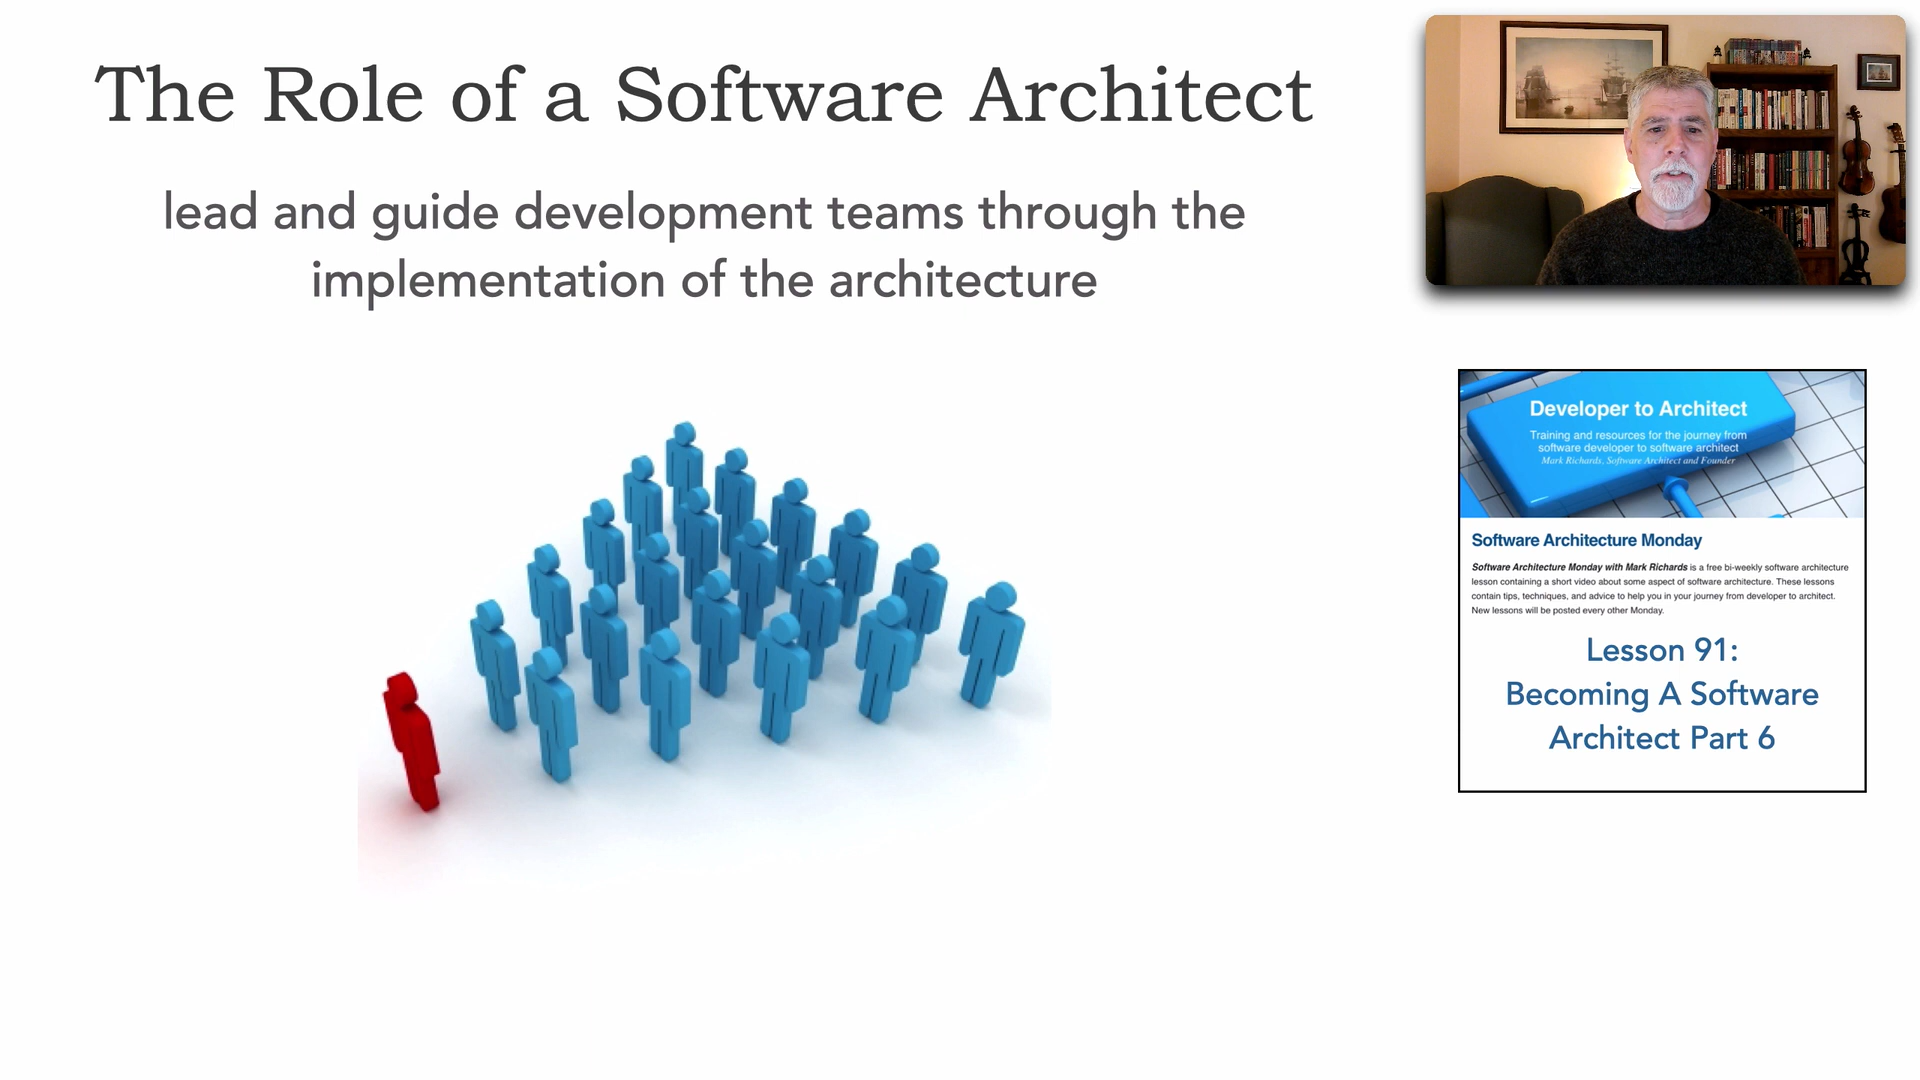 The Role of a Software Architect
lead and guide development teams through the
implementation of the architecture
Developer to Architect
Training and resources for the journey from
software developer to software architect
Mark Richards, Software Architect and Founder
Software Architecture Monday
Software Architecture Monday with Mark Richards is a free bi-weekly software architecture
lesson containing a short video about some aspect of software architecture. These lessons
contain tips, techniques, and advice to help you in your journey from developer to architect.
New lessons will be posted every other Monday.
Lesson 91:
Becoming A Software
Architect Part 6